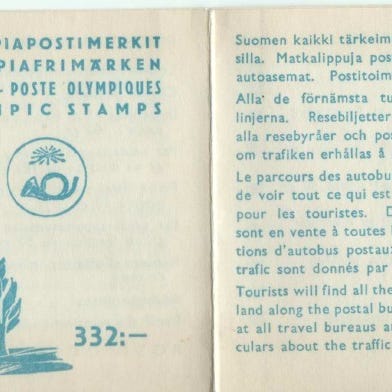 PIAPOSTIMERKIT
PIAFRIMÄRKEN
- POSTE OLYMPIQUES
PIC STAMPS
332:—
Suomen kaikki tärkeim
silla. Matkalippuja pos
autoasemat. Postitoim
Alla de förnämsta tu
linjerna. Resebiljetter
alla resebyråer och po
om trafiken erhållas å
Le parcours des autobu
de voir tout ce qui est
pour les touristes. D
sont en vente à toutes l
tions d'autobus postau
trafic sont donnés par
Tourists will find all the
land along the postal bu
at all travel bureaus an
culars about the traffic